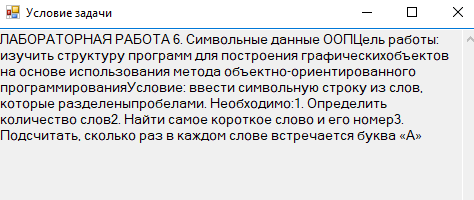 Условие задачи
ЛАБОРАТОРНАЯ РАБОТА 6. Символьные данные ООПЦель работы:
изучить структуру программ для построения графическихобъектов
на основе использования метода объектно-ориентированного
программированияУсловие: ввести символьную строку из слов,
которые разделеныпробелами. Необходимо:1. Определить
количество слов2. Найти самое короткое слово и его номер3.
Подсчитать, сколько раз в каждом слове встречается буква «А»